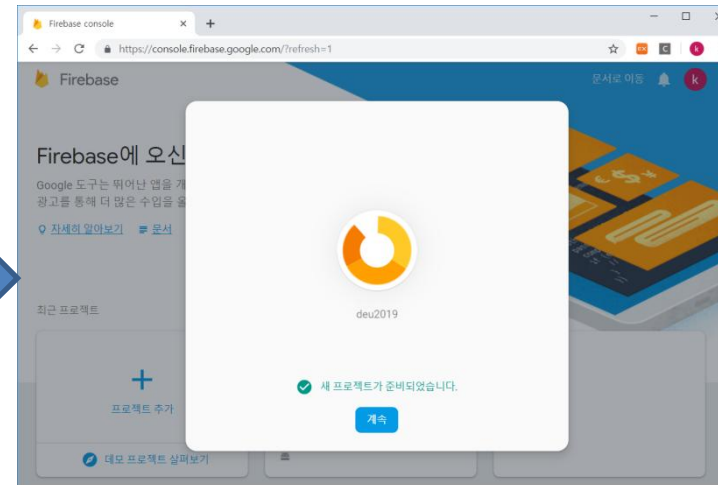 Firebase console
https://console.firebase.google.com/?refresh=1
EX
C
k
Firebase
문서로 이동
k
Firebase에 오신
Google 도구는 뛰어난 앱을 개
광고를 통해 더 많은 수입을 올
자세히 알아보기
문서
최근 프로젝트
deu2019
새 프로젝트가 준비되었습니다.
계속
프로젝트 추가
데모 프로젝트 살펴보기